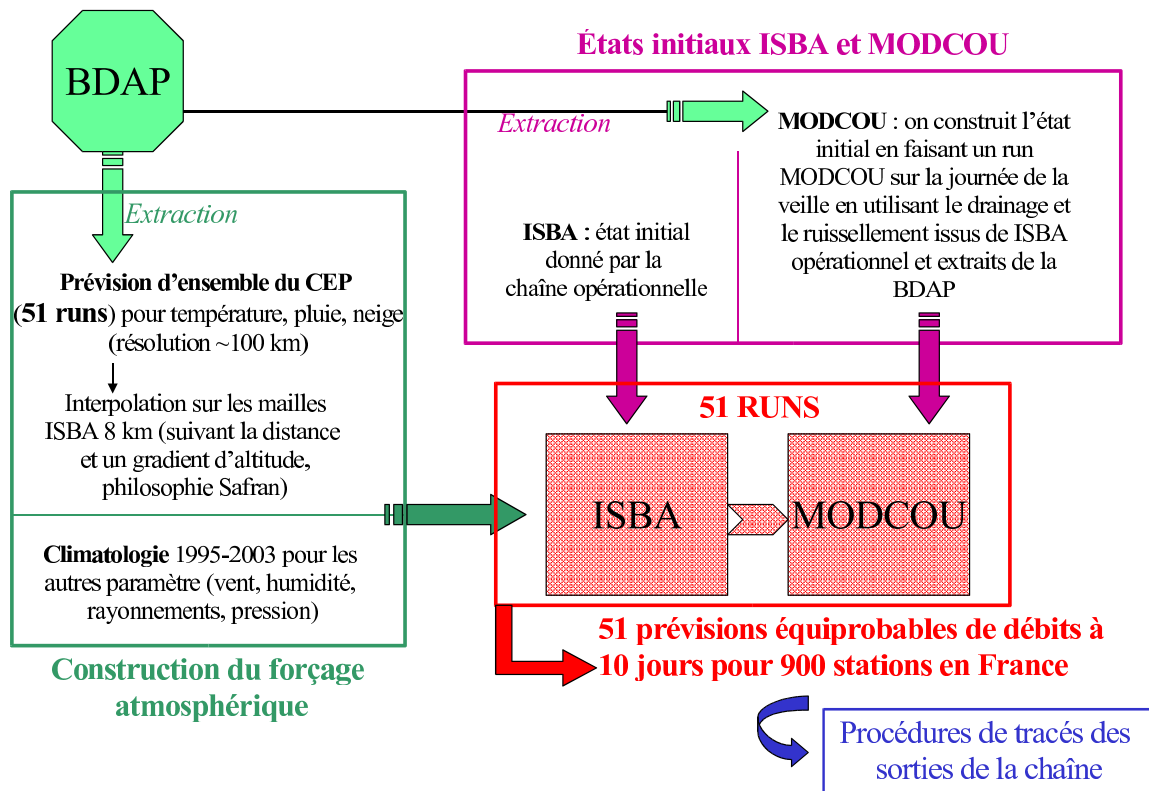 BDAP
États initiaux ISBA et MODCOU
Extraction
MODCOU : on construit l’état
initial en faisant un run
MODCOU sur la journée de la
veille en utilisant le drainage et
le ruissellement issus de ISBA
opérationnel et extraits de la
BDAP
ISBA : état initial
donné par la
chaîne opérationnelle
Extraction
Prévision d’ensemble du CEP
(51 runs) pour température, pluie, neige
(résolution ~100 km)
Interpolation sur les mailles
ISBA 8 km (suivant la distance
et un gradient d’altitude,
philosophie Safran)
Climatologie 1995-2003 pour les
autres paramètre (vent, humidité,
rayonnements, pression)
Construction du forçage
atmosphérique
51 RUNS
ISBA
MODCOU
51 prévisions équiprobables de débits à
10 jours pour 900 stations en France
Procédures de tracés des
sorties de la chaîne